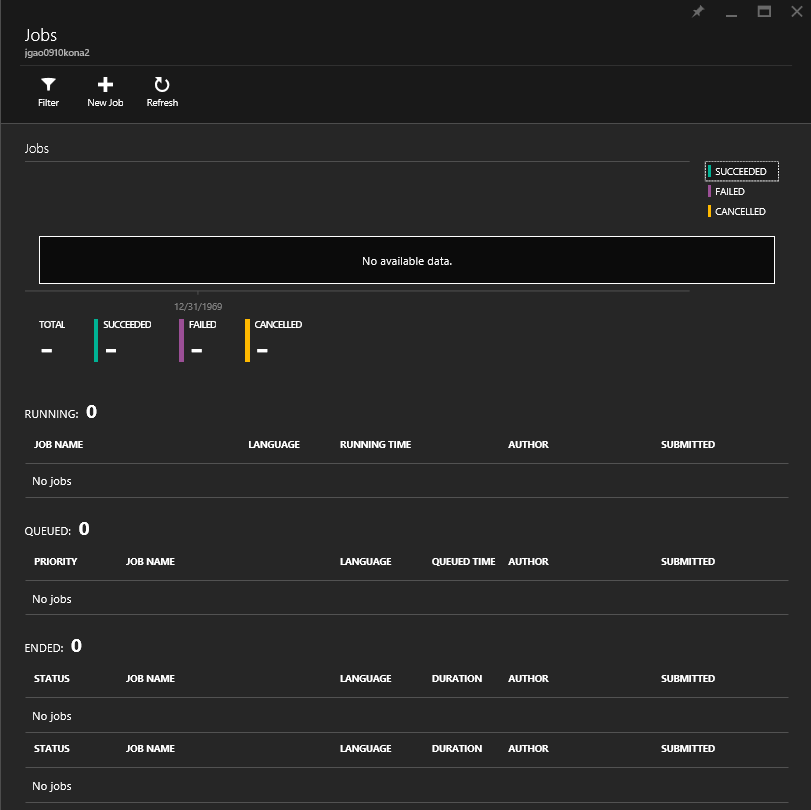 Jobs
jgao0910kona2
Filter New Job Refresh
Jobs
SUCCEEDED
FAILED
CANCELLED
No available data.
12/31/1969
TOTAL SUCCEEDED FAILED CANCELLED
– – – –
RUNNING: 0
JOB NAME LANGUAGE RUNNING TIME AUTHOR SUBMITTED
No jobs
QUEUED: 0
PRIORITY JOB NAME LANGUAGE QUEUED TIME AUTHOR SUBMITTED
No jobs
ENDED: 0
STATUS JOB NAME LANGUAGE DURATION AUTHOR SUBMITTED
No jobs
STATUS JOB NAME LANGUAGE DURATION AUTHOR SUBMITTED
No jobs